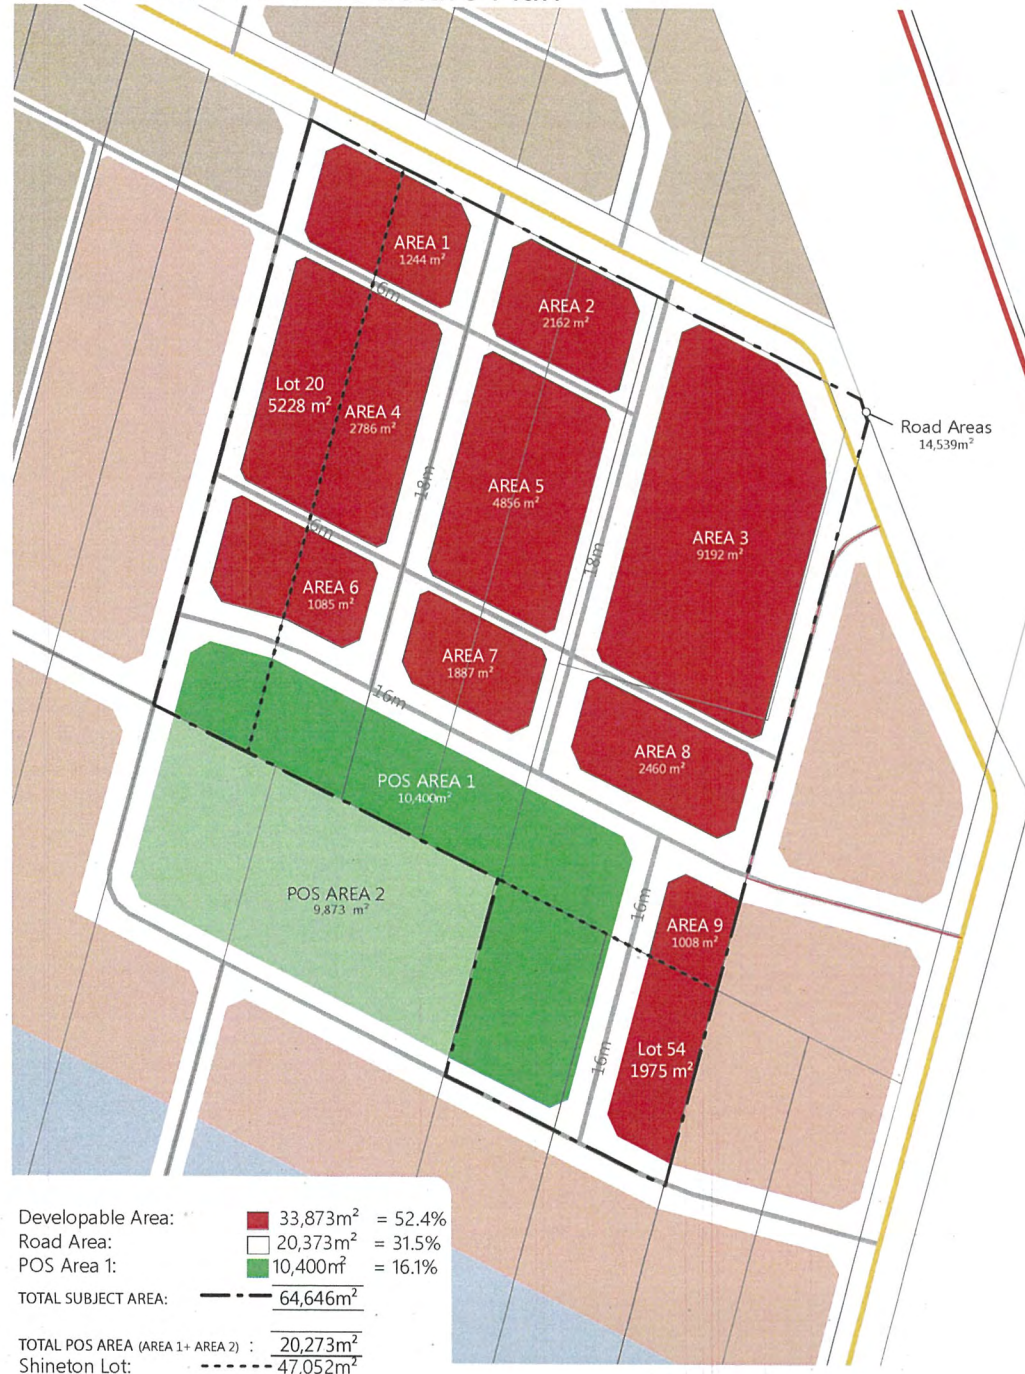 AREA 1
1244 m²
6m
AREA 2
2162 m²
Lot 20
5228 m²
AREA 4
2786 m²
Road Areas
14,539m²
18m
AREA 5
4856 m²
AREA 3
9192 m²
6m
18m
AREA 6
1085 m²
AREA 7
1887 m²
16m
AREA 8
2460 m²
POS AREA 1
10,400m²
POS AREA 2
9,873 m²
16m
AREA 9
1008 m²
16m
Lot 54
1975 m²
Developable Area: 33,873m² = 52.4%
Road Area: 20,373m² = 31.5%
POS Area 1: 10,400m² = 16.1%
TOTAL SUBJECT AREA: 64,646m²
TOTAL POS AREA (AREA 1+ AREA 2) : 20,273m²
Shineton Lot: 47,052m²